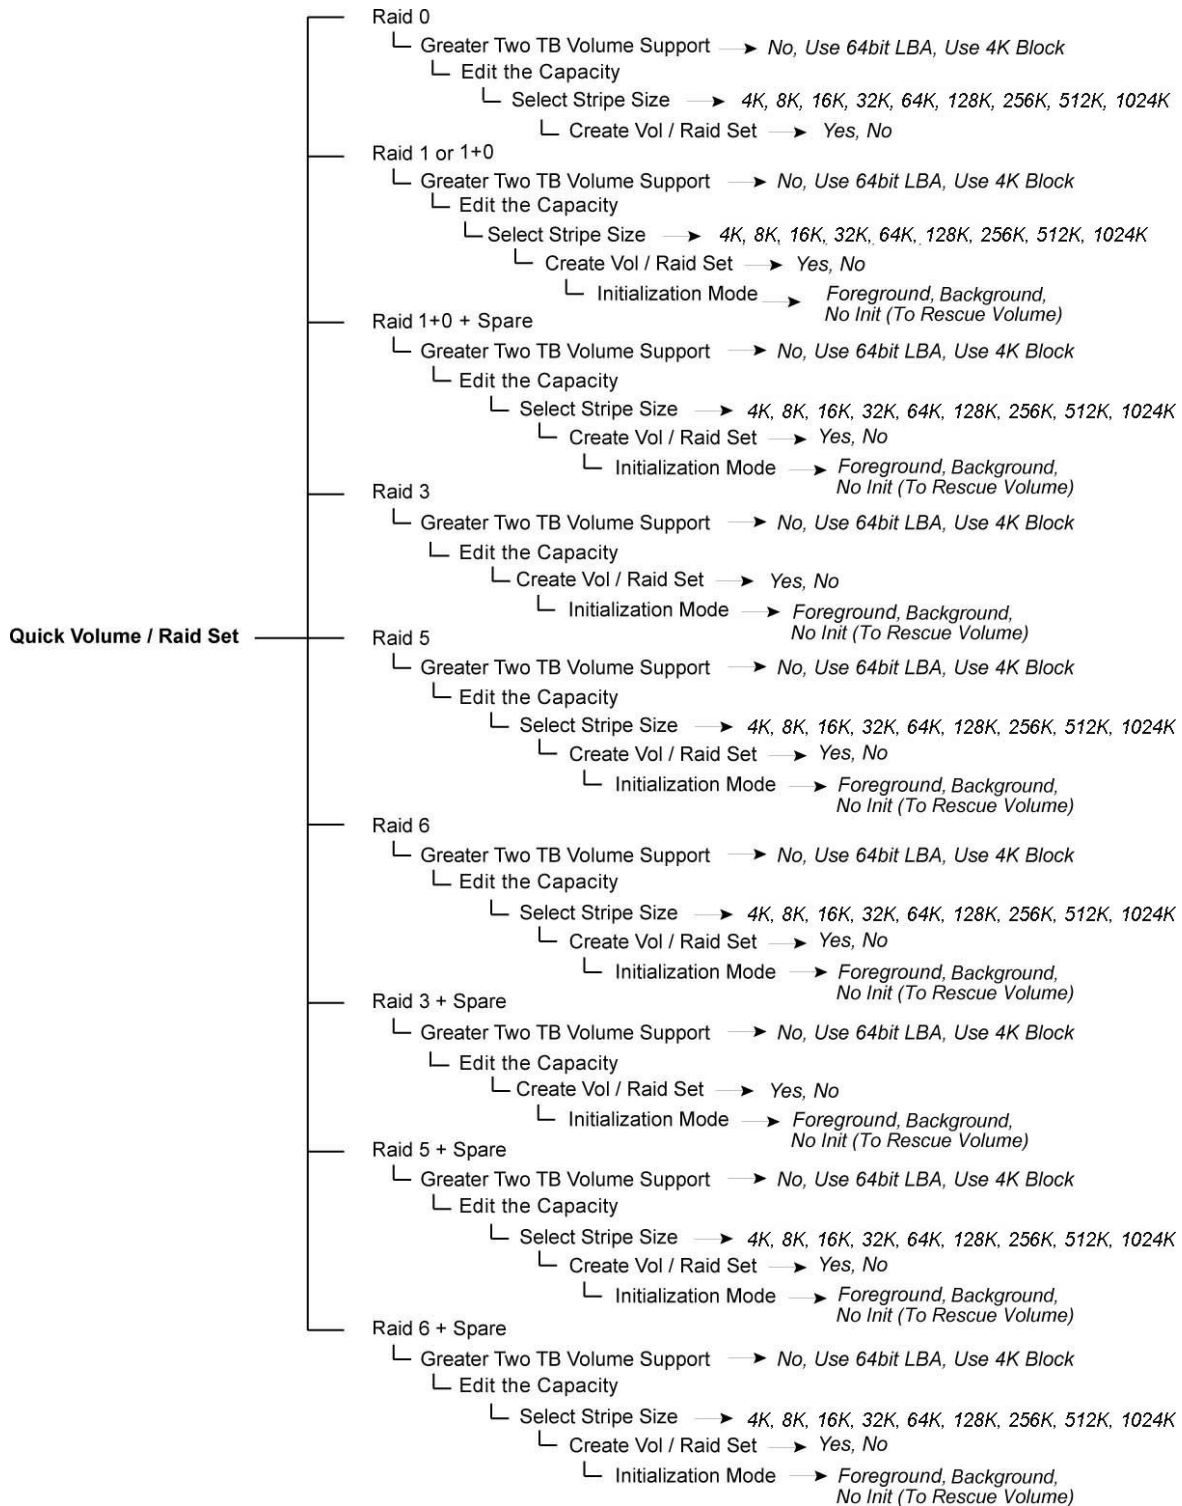 Raid 0
Greater Two TB Volume Support No, Use 64bit LBA, Use 4K Block
Edit the Capacity
Select Stripe Size 4K, 8K, 16K, 32K, 64K, 128K, 256K, 512K, 1024K
Create Vol / Raid Set Yes, No
Raid 1 or 1+0
Greater Two TB Volume Support No, Use 64bit LBA, Use 4K Block
Edit the Capacity
Select Stripe Size 4K, 8K, 16K, 32K, 64K, 128K, 256K, 512K, 1024K
Create Vol / Raid Set Yes, No
Initialization Mode Foreground, Background,
No Init (To Rescue Volume)
Raid 1+0 + Spare
Greater Two TB Volume Support No, Use 64bit LBA, Use 4K Block
Edit the Capacity
Select Stripe Size 4K, 8K, 16K, 32K, 64K, 128K, 256K, 512K, 1024K
Create Vol / Raid Set Yes, No
Initialization Mode Foreground, Background,
No Init (To Rescue Volume)
Raid 3
Greater Two TB Volume Support No, Use 64bit LBA, Use 4K Block
Edit the Capacity
Create Vol / Raid Set Yes, No
Initialization Mode Foreground, Background,
No Init (To Rescue Volume)
Quick Volume / Raid Set
Raid 5
Greater Two TB Volume Support No, Use 64bit LBA, Use 4K Block
Edit the Capacity
Select Stripe Size 4K, 8K, 16K, 32K, 64K, 128K, 256K, 512K, 1024K
Create Vol / Raid Set Yes, No
Initialization Mode Foreground, Background,
No Init (To Rescue Volume)
Raid 6
Greater Two TB Volume Support No, Use 64bit LBA, Use 4K Block
Edit the Capacity
Select Stripe Size 4K, 8K, 16K, 32K, 64K, 128K, 256K, 512K, 1024K
Create Vol / Raid Set Yes, No
Initialization Mode Foreground, Background,
No Init (To Rescue Volume)
Raid 3 + Spare
Greater Two TB Volume Support No, Use 64bit LBA, Use 4K Block
Edit the Capacity
Create Vol / Raid Set Yes, No
Initialization Mode Foreground, Background,
No Init (To Rescue Volume)
Raid 5 + Spare
Greater Two TB Volume Support No, Use 64bit LBA, Use 4K Block
Edit the Capacity
Select Stripe Size 4K, 8K, 16K, 32K, 64K, 128K, 256K, 512K, 1024K
Create Vol / Raid Set Yes, No
Initialization Mode Foreground, Background,
No Init (To Rescue Volume)
Raid 6 + Spare
Greater Two TB Volume Support No, Use 64bit LBA, Use 4K Block
Edit the Capacity
Select Stripe Size 4K, 8K, 16K, 32K, 64K, 128K, 256K, 512K, 1024K
Create Vol / Raid Set Yes, No
Initialization Mode Foreground, Background,
No Init (To Rescue Volume)